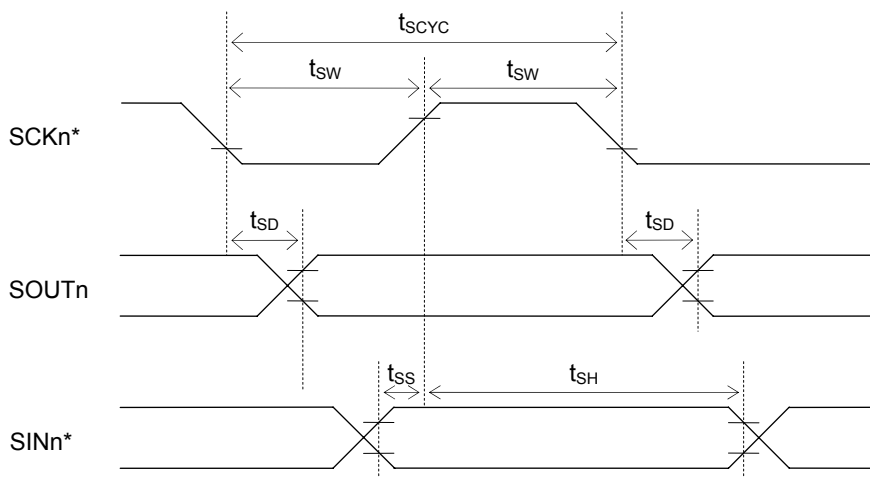 tSCYC
tSW tSW
SCKn*
tSD tSD
SOUTn
tSS tSH
SINn*